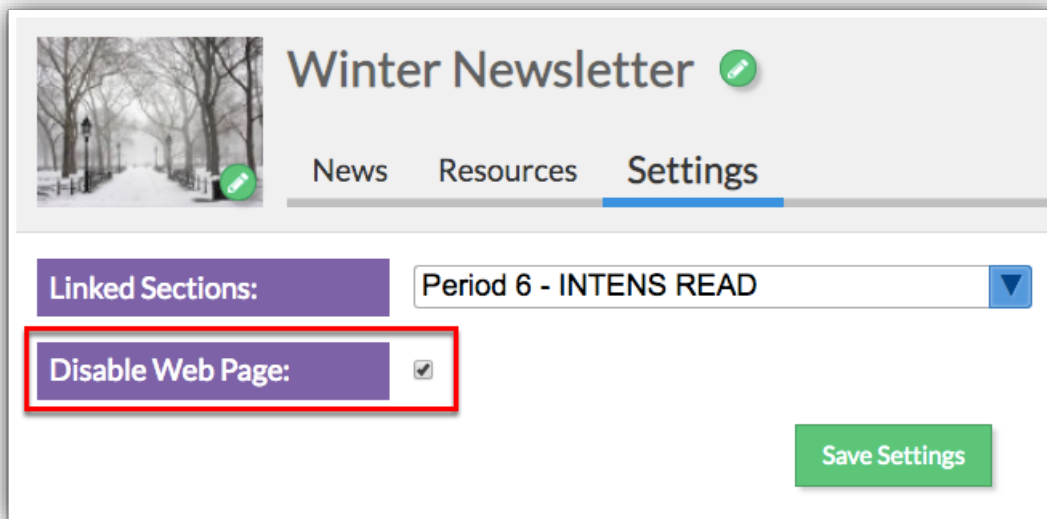 Winter Newsletter
News Resources Settings
Linked Sections: Period 6 - INTENS READ
Disable Web Page:
Save Settings